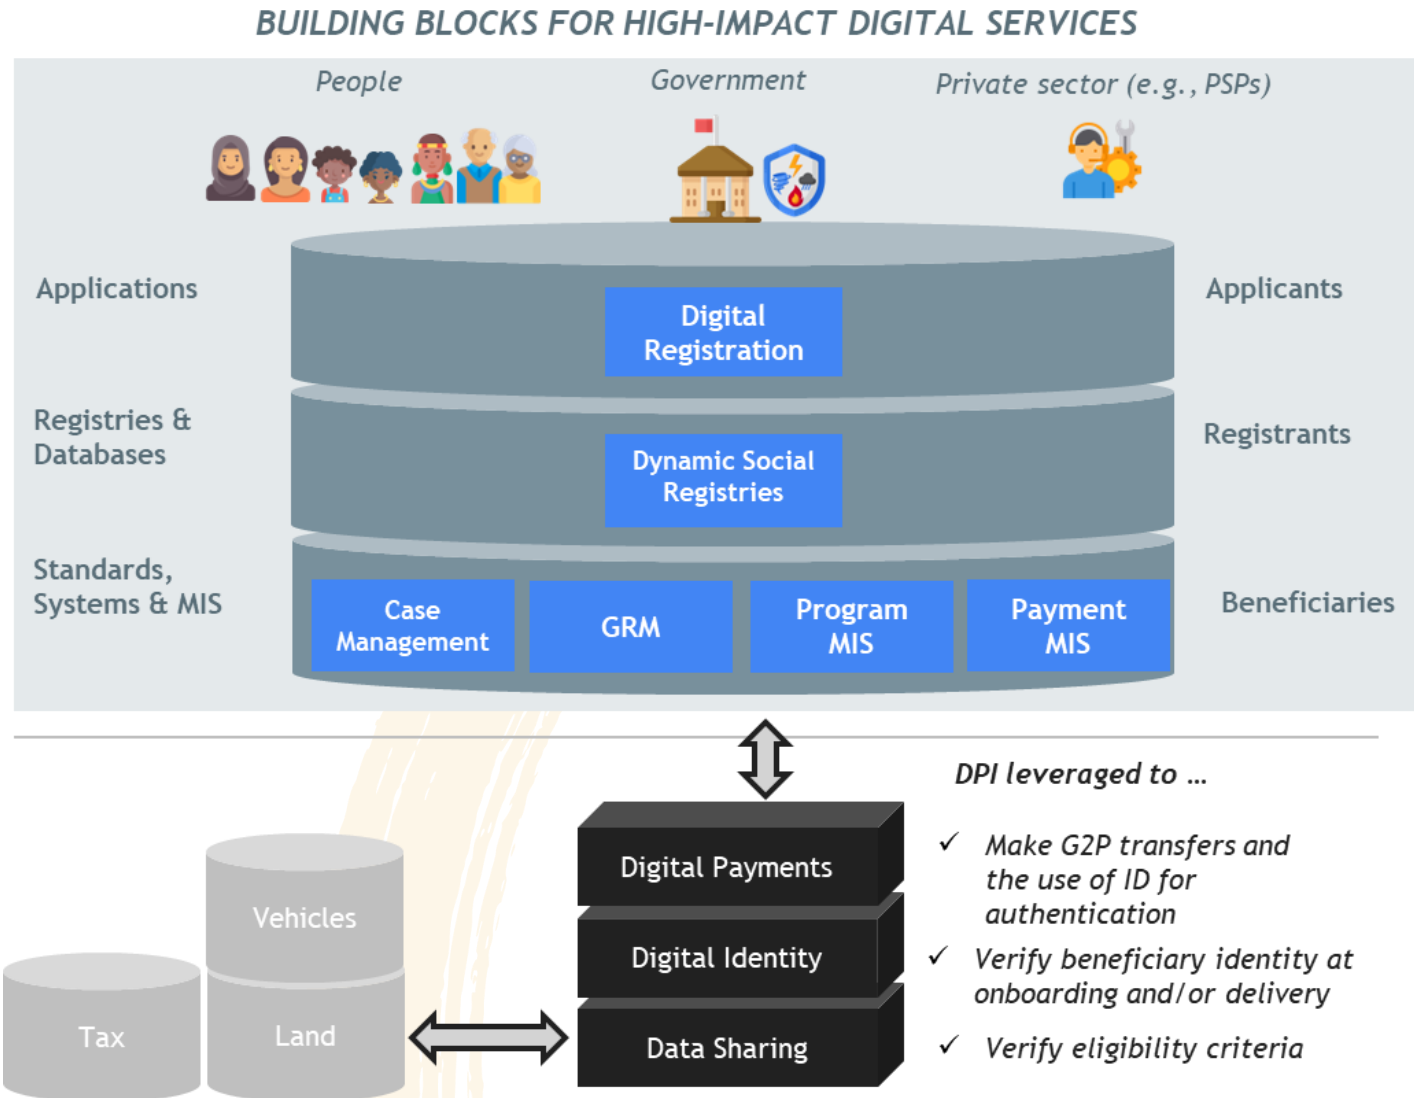 BUILDING BLOCKS FOR HIGH-IMPACT DIGITAL SERVICES
People
Government
Private sector (e.g., PSPs)
Applications
Digital
Registration
Applicants
Registries &
Databases
Dynamic Social
Registries
Registrants
Standards,
Systems & MIS
Case
Management
GRM
Program
MIS
Payment
MIS
Beneficiaries
DPI leveraged to …
Digital Payments
✓ Make G2P transfers and
the use of ID for
authentication
Vehicles
Digital Identity
✓ Verify beneficiary identity at
onboarding and/or delivery
Tax
Land
Data Sharing
✓ Verify eligibility criteria